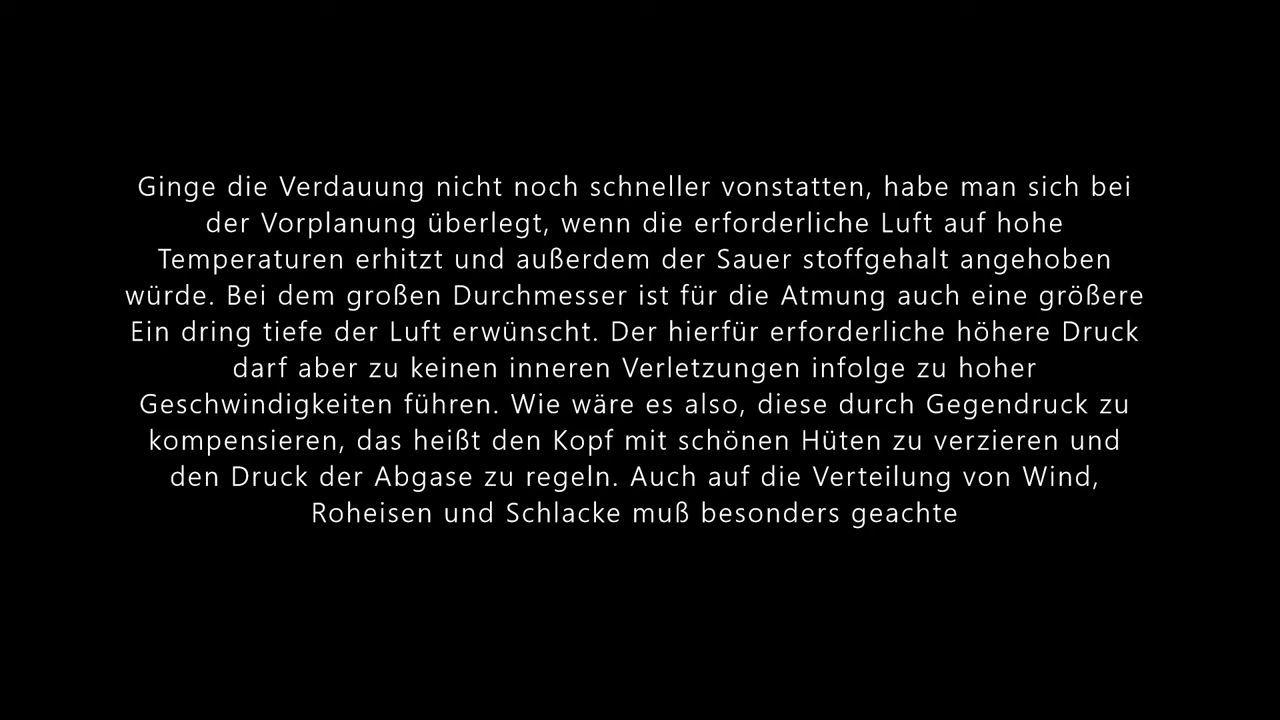 Ginge die Verdauung nicht noch schneller vonstatten, habe man sich bei
der Vorplanung überlegt, wenn die erforderliche Luft auf hohe
Temperaturen erhitzt und außerdem der Sauer stoffgehalt angehoben
würde. Bei dem großen Durchmesser ist für die Atmung auch eine größere
Ein dring tiefe der Luft erwünscht. Der hierfür erforderliche höhere Druck
darf aber zu keinen inneren Verletzungen infolge zu hoher
Geschwindigkeiten führen. Wie wäre es also, diese durch Gegendruck zu
kompensieren, das heißt den Kopf mit schönen Hüten zu verzieren und
den Druck der Abgase zu regeln. Auch auf die Verteilung von Wind,
Roheisen und Schlacke muß besonders geachte